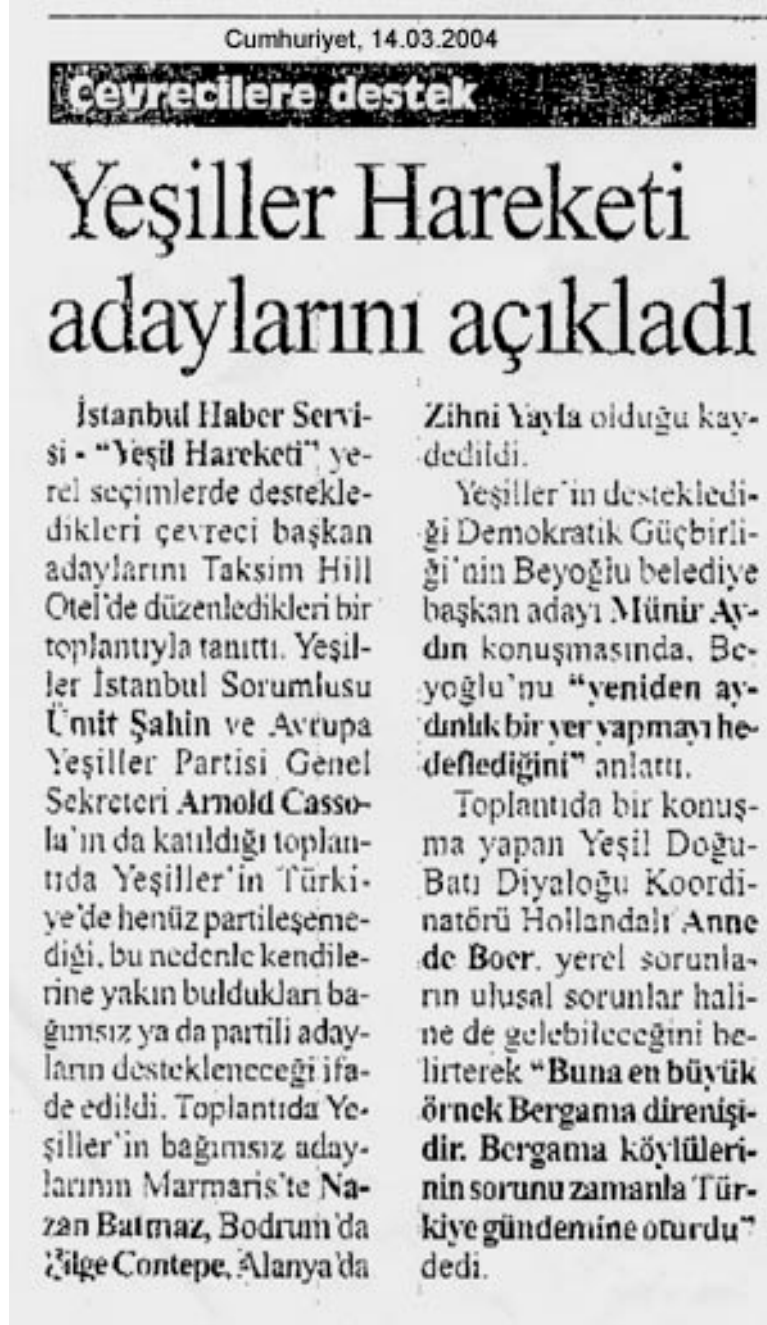 Cumhuriyet, 14.03.2004
Çevrecilere destek
Yeşiller Hareketi
adaylarını açıkladı
İstanbul Haber Servi-
si - “Yeşil Hareketi” ye-
rel seçimlerde destekle-
dikleri çevreci başkan
adaylarını Taksim Hill
Otel'de düzenledikleri bir
toplantıyla tanıttı. Yeşil-
ler İstanbul Sorumlusu
Ümit Şahin ve Avrupa
Yeşiller Partisi Genel
Sekreteri Arnold Casso-
la'ın da katıldığı toplan-
tıda Yeşiller'in Türki-
ye'de henüz partileşeme-
diği, bu nedenle kendile-
rine yakın buldukları ba-
ğımsız ya da partili aday-
ların destekleneceği ifa-
de edildi. Toplantıda Ye-
şiller'in bağımsız aday-
larının Marmaris'te Na-
zan Batmaz, Bodrum'da
Bilge Contepe, Alanya'da
Zihni Yayla olduğu kay-
dedildi.
Yeşiller'in destekledi-
ği Demokratik Güçbirli-
ği'nin Beyoğlu belediye
başkan adayı Münir Ay-
dın konuşmasında, Be-
yoğlu'nu “yeniden ay-
dınlık bir yer yapmayı he-
deflediğini” anlattı.
Toplantıda bir konuş-
ma yapan Yeşil Doğu-
Batı Diyaloğu Koordi-
natörü Hollandalı Anne
de Boer, yerel sorunla-
rın ulusal sorunlar hali-
ne de gelebileceğini be-
lirterek “Buna en büyük
örnek Bergama direnişi-
dir. Bergama köylüleri-
nin sorunu zamanla Tür-
kiye gündemine oturdu”
dedi.